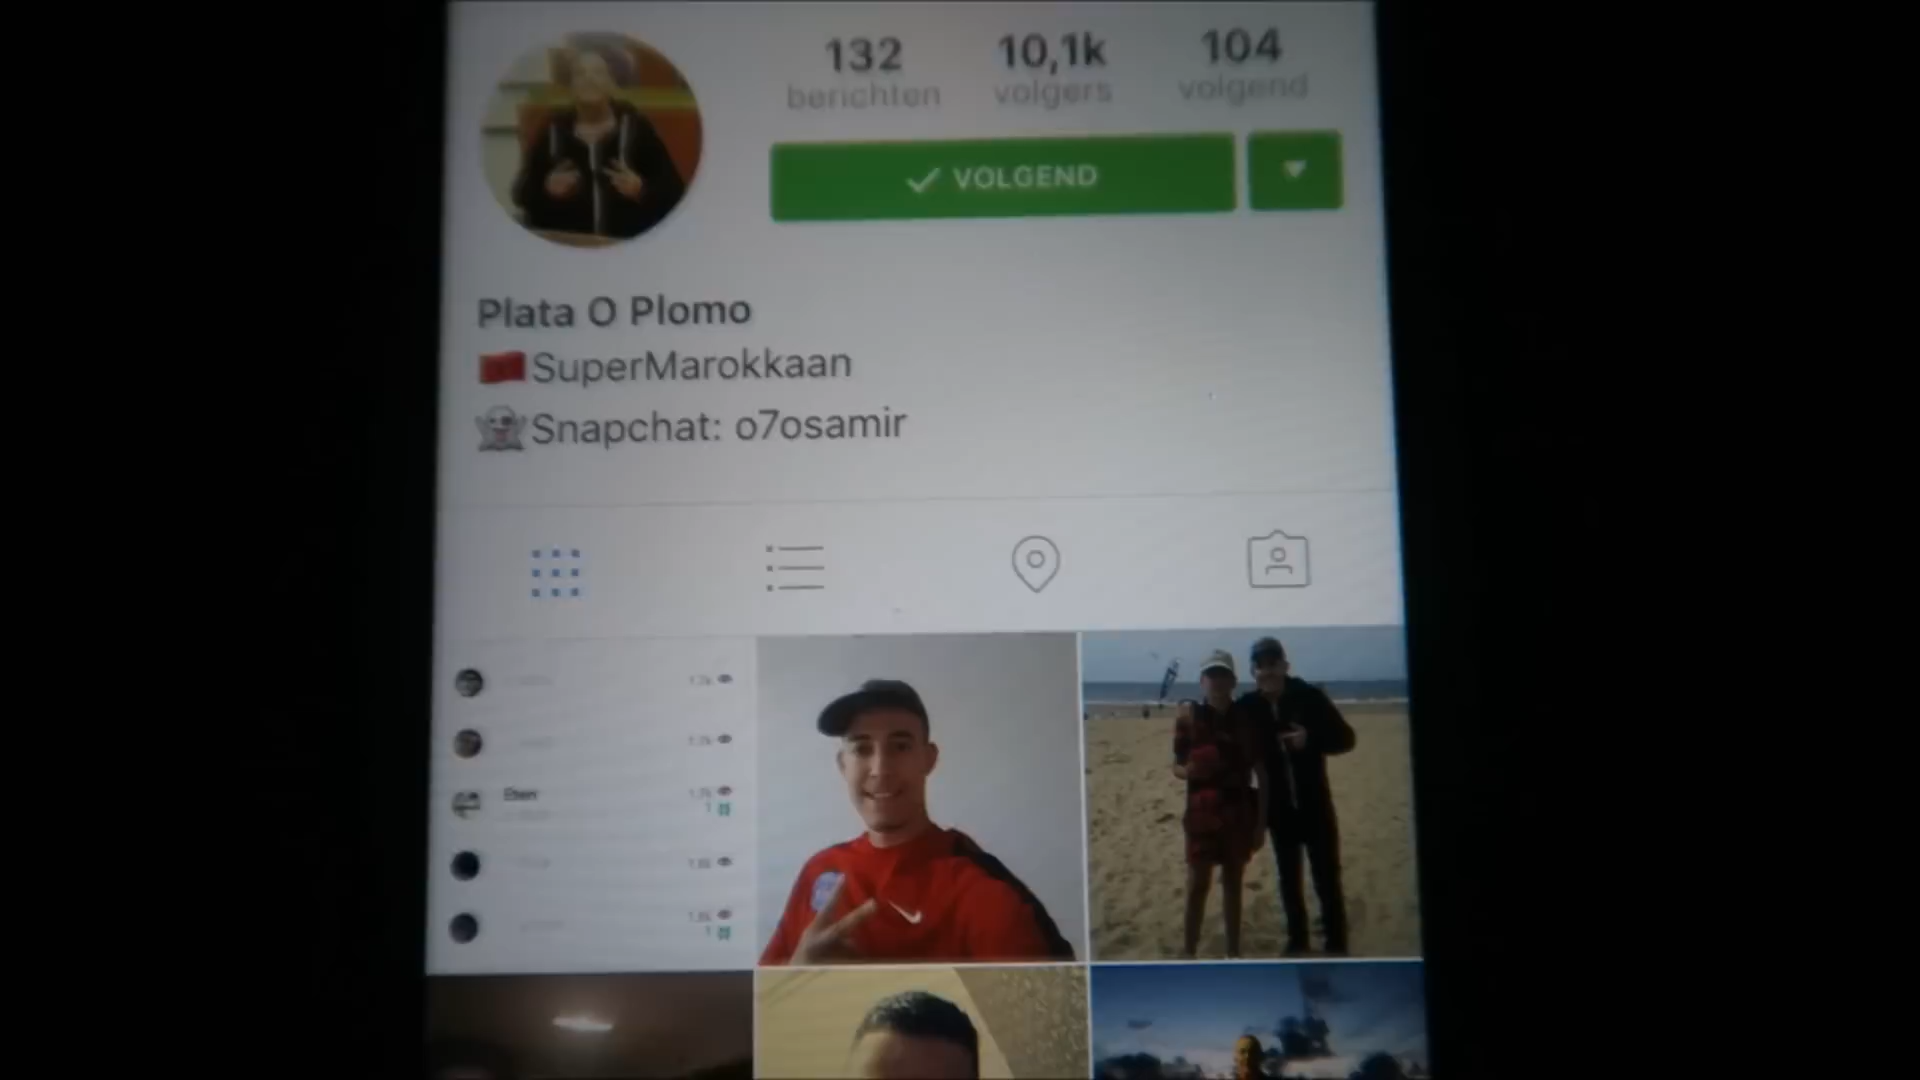 132 10,1k 104
berichten volgers volgend
VOLGEND
Plata O Plomo
SuperMarokkaan
Snapchat: o7osamir